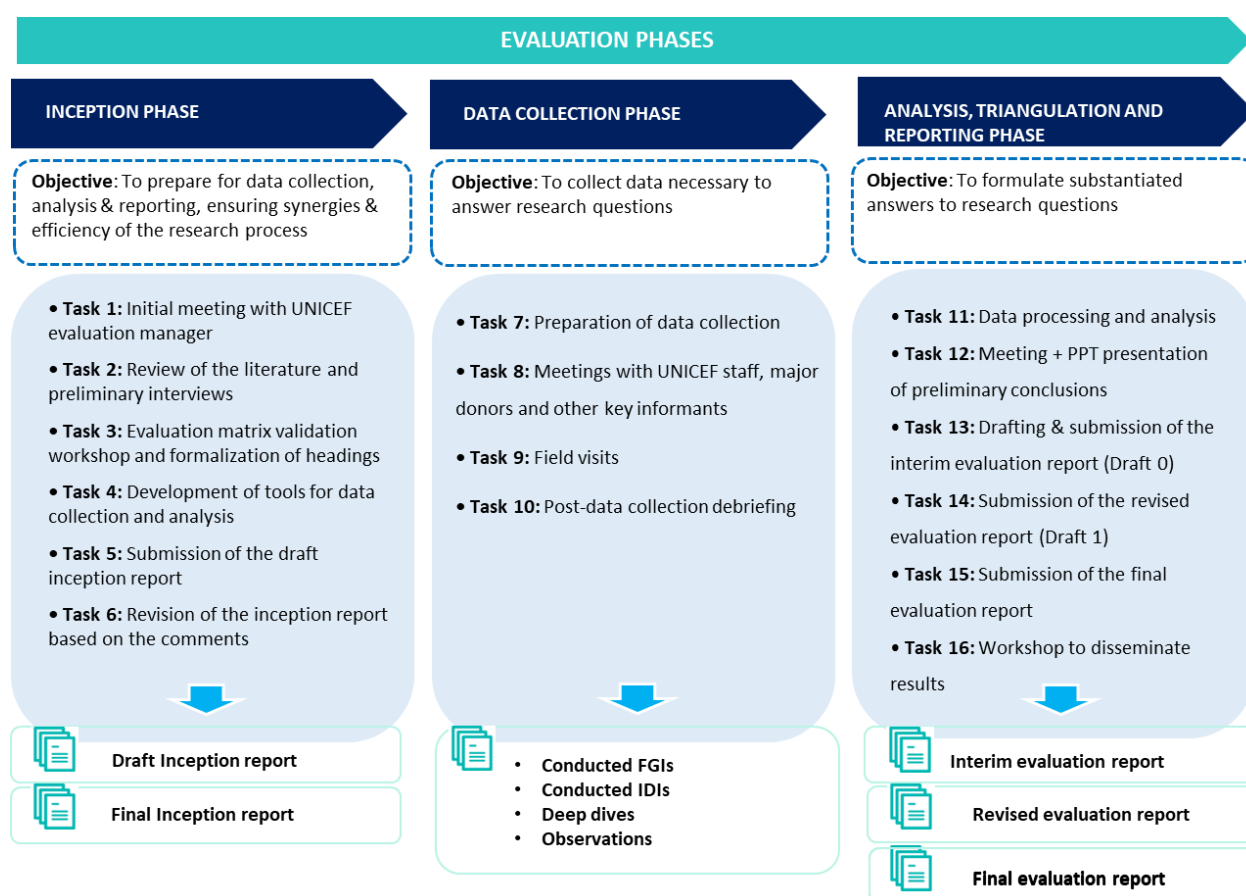 EVALUATION PHASES
INCEPTION PHASE
Objective: To prepare for data collection,
analysis & reporting, ensuring synergies &
efficiency of the research process
• Task 1: Initial meeting with UNICEF
evaluation manager
• Task 2: Review of the literature and
preliminary interviews
• Task 3: Evaluation matrix validation
workshop and formalization of headings
• Task 4: Development of tools for data
collection and analysis
• Task 5: Submission of the draft
inception report
• Task 6: Revision of the inception report
based on the comments
Draft Inception report
Final Inception report
DATA COLLECTION PHASE
Objective: To collect data necessary to
answer research questions
• Task 7: Preparation of data collection
• Task 8: Meetings with UNICEF staff, major
donors and other key informants
• Task 9: Field visits
• Task 10: Post-data collection debriefing
• Conducted FGIs
• Conducted IDIs
• Deep dives
• Observations
ANALYSIS, TRIANGULATION AND
REPORTING PHASE
Objective: To formulate substantiated
answers to research questions
• Task 11: Data processing and analysis
• Task 12: Meeting + PPT presentation
of preliminary conclusions
• Task 13: Drafting & submission of the
interim evaluation report (Draft 0)
• Task 14: Submission of the revised
evaluation report (Draft 1)
• Task 15: Submission of the final
evaluation report
• Task 16: Workshop to disseminate
results
Interim evaluation report
Revised evaluation report
Final evaluation report